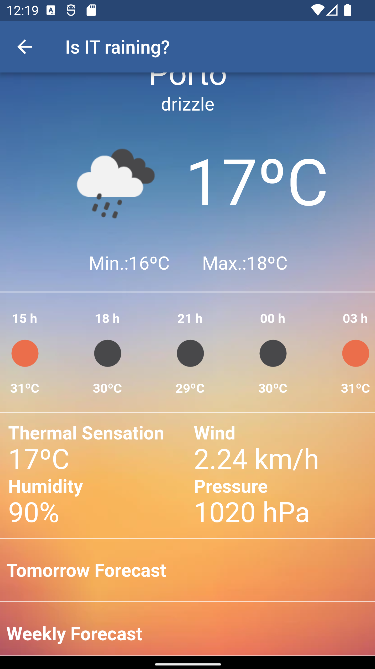 12:19
Is IT raining?
Porto
drizzle
17ºC
Min.:16ºC Max.:18ºC
15 h 18 h 21 h 00 h 03 h
31ºC 30ºC 29ºC 30ºC 31ºC
Thermal Sensation Wind
17ºC 2.24 km/h
Humidity Pressure
90% 1020 hPa
Tomorrow Forecast
Weekly Forecast